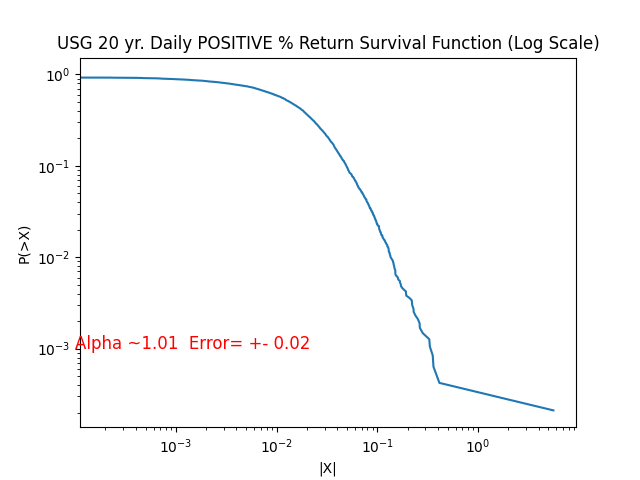 USG 20 yr. Daily POSITIVE % Return Survival Function (Log Scale)
10⁰
10⁻¹
P(>X)
10⁻²
10⁻³
Alpha ~1.01  Error= +- 0.02
10⁻³ 10⁻² 10⁻¹ 10⁰
|X|